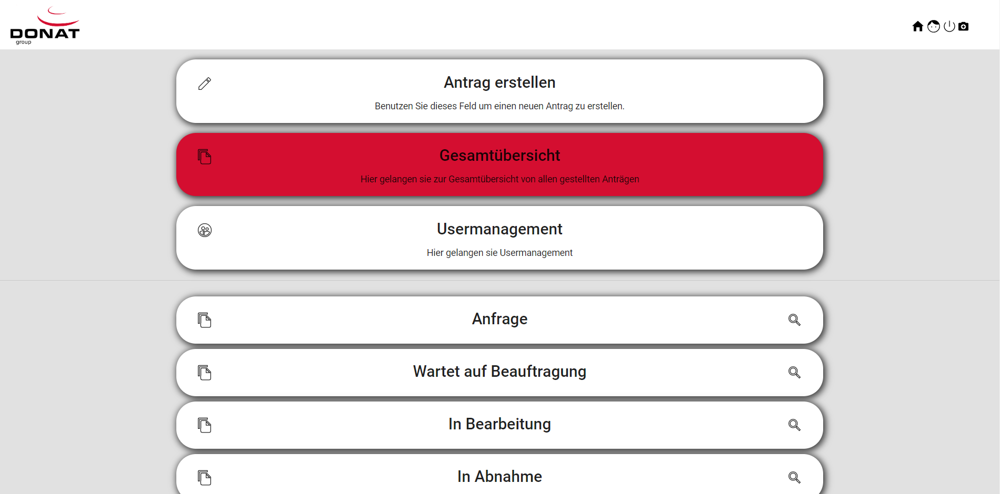 DONAT
group
Antrag erstellen
Benutzen Sie dieses Feld um einen neuen Antrag zu erstellen.
Gesamtübersicht
Hier gelangen sie zur Gesamtübersicht von allen gestellten Anträgen
Usermanagement
Hier gelangen sie Usermanagement
Anfrage
Wartet auf Beauftragung
In Bearbeitung
In Abnahme